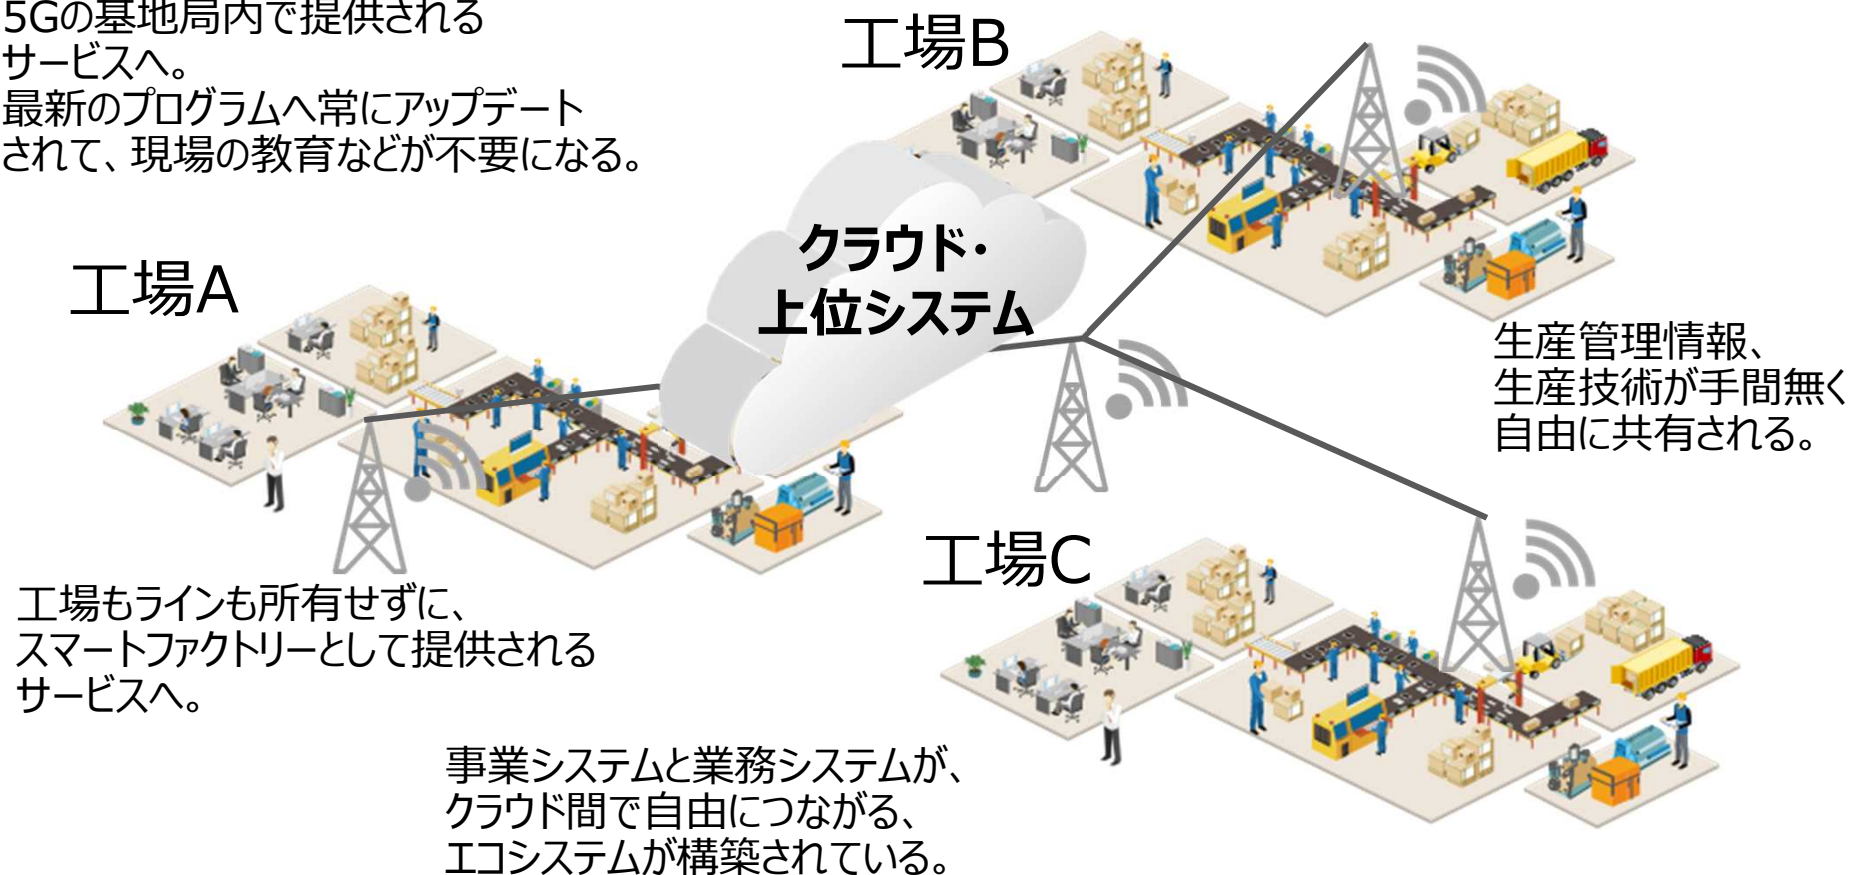 5Gの基地局内で提供される
サービスへ。
最新のプログラムへ常にアップデート
されて、現場の教育などが不要になる。
工場B
クラウド・
上位システム
工場A
生産管理情報、
生産技術が手間無く
自由に共有される。
工場C
工場もラインも所有せずに、
スマートファクトリーとして提供される
サービスへ。
事業システムと業務システムが、
クラウド間で自由につながる、
エコシステムが構築されている。